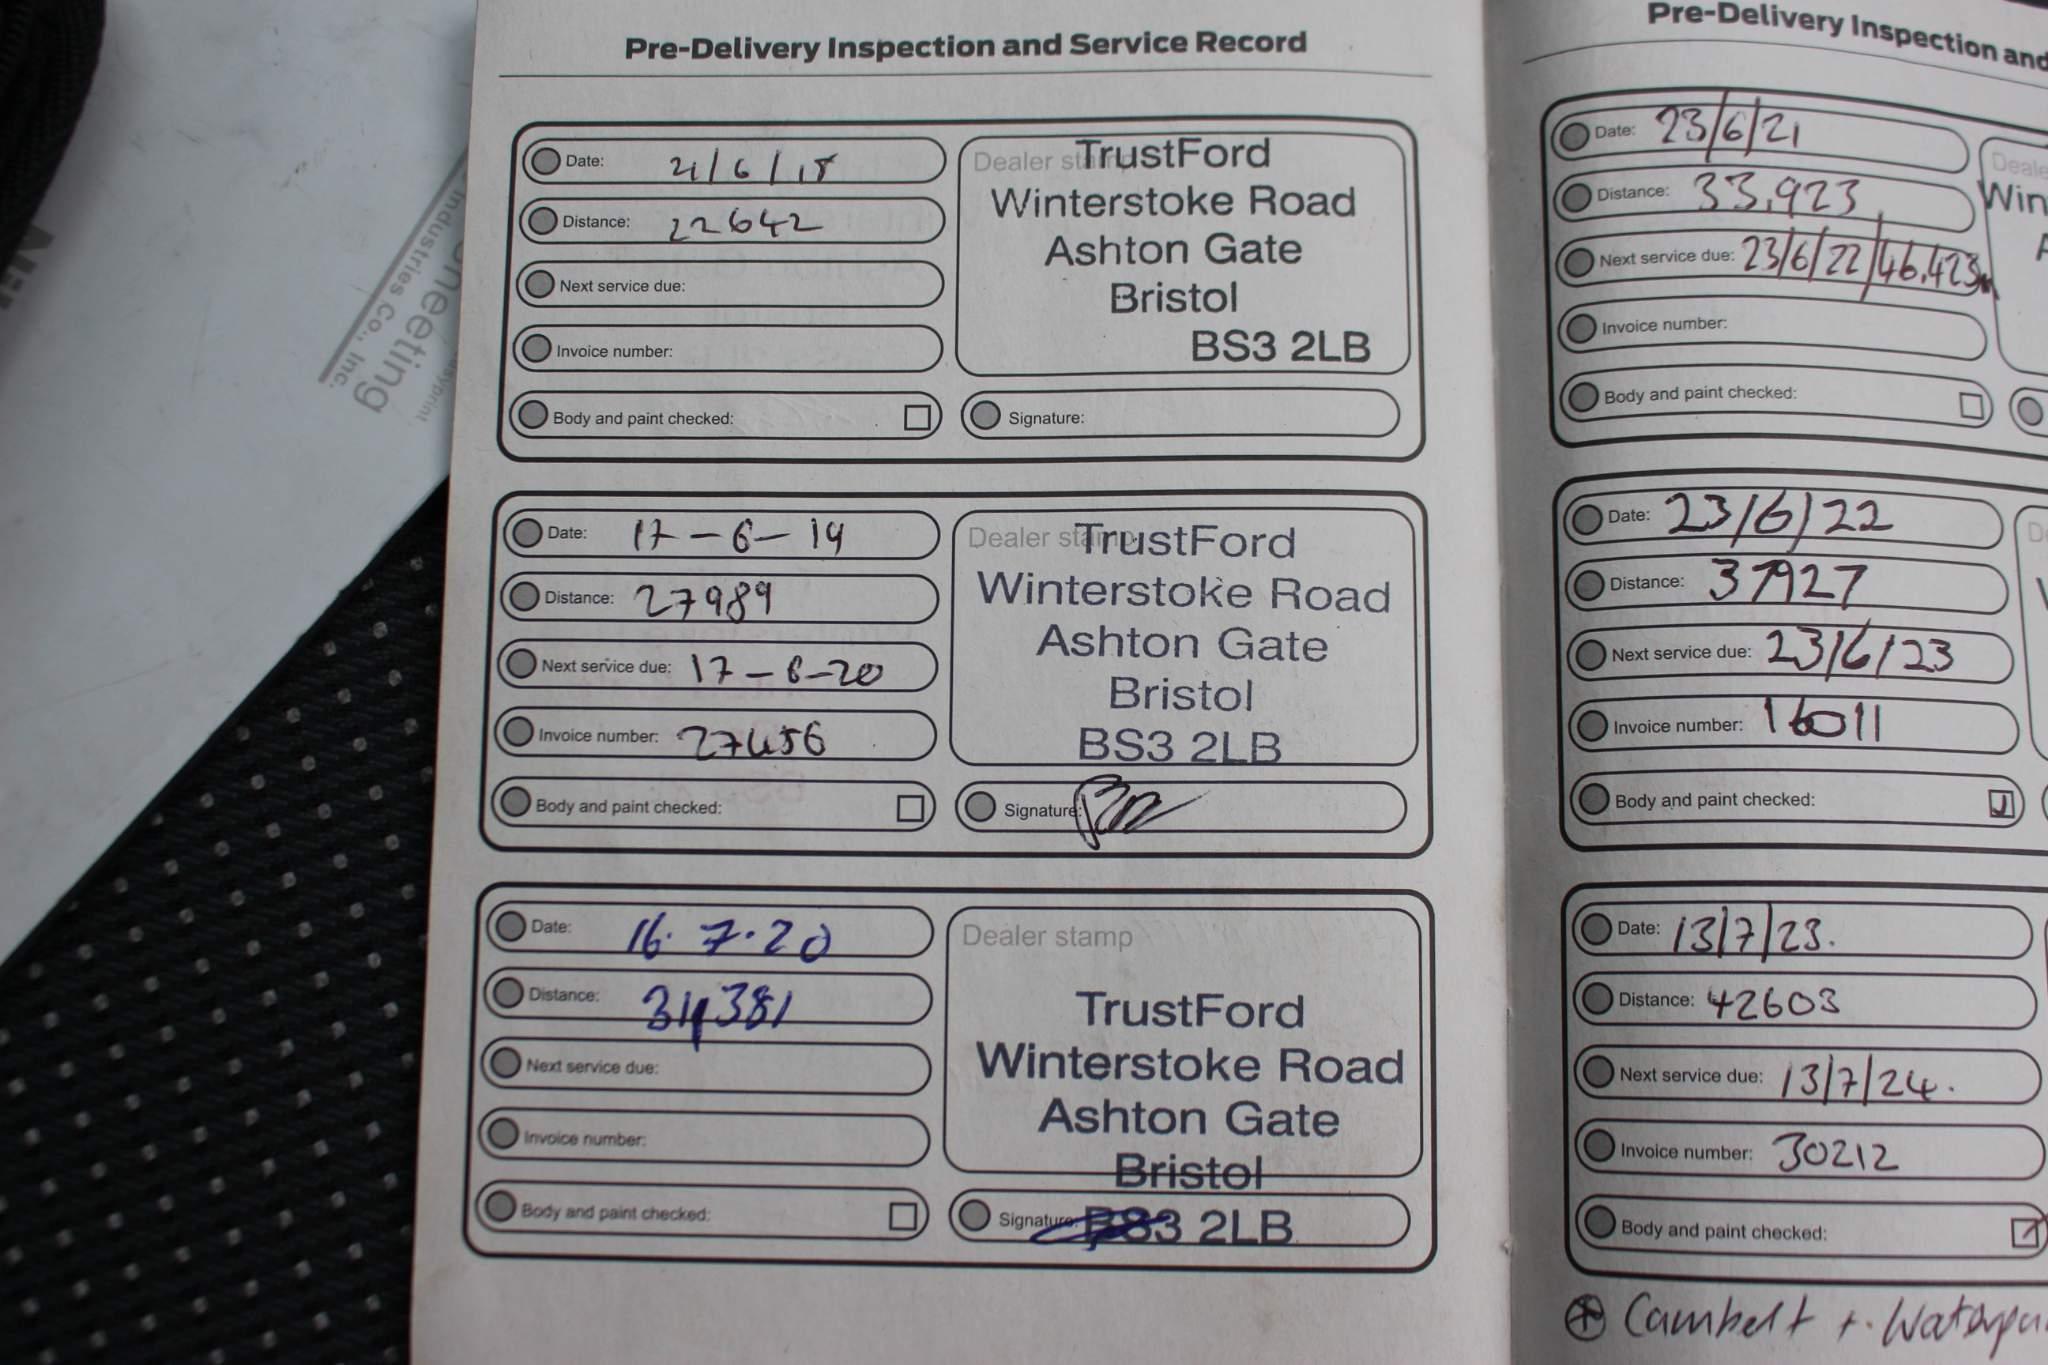 Pre-Delivery Inspection and Service Record
Date: 21/6/18
Distance: 22642
Next service due:
Invoice number:
Body and paint checked:
Dealer stamp
TrustFord
Winterstoke Road
Ashton Gate
Bristol
BS3 2LB
Signature:
Date: 17-6-19
Distance: 27989
Next service due: 17-6-20
Invoice number: 27456
Body and paint checked:
Dealer stamp
TrustFord
Winterstoke Road
Ashton Gate
Bristol
BS3 2LB
Signature:
Date: 16.7.20
Distance: 31,381
Next service due:
Invoice number:
Body and paint checked:
Dealer stamp
TrustFord
Winterstoke Road
Ashton Gate
Bristol
BS3 2LB
Signature:
Pre-Delivery Inspection and
Date: 23/6/21
Distance: 33,923
Next service due: 23/6/22/46,423m
Invoice number:
Body and paint checked:
Date: 23/6/22
Distance: 37927
Next service due: 23/6/23
Invoice number: 16011
Body and paint checked:
Date: 13/7/23.
Distance: 42603
Next service due: 13/7/24.
Invoice number: 30212
Body and paint checked:
Cambelt +
Industries Co., Inc.